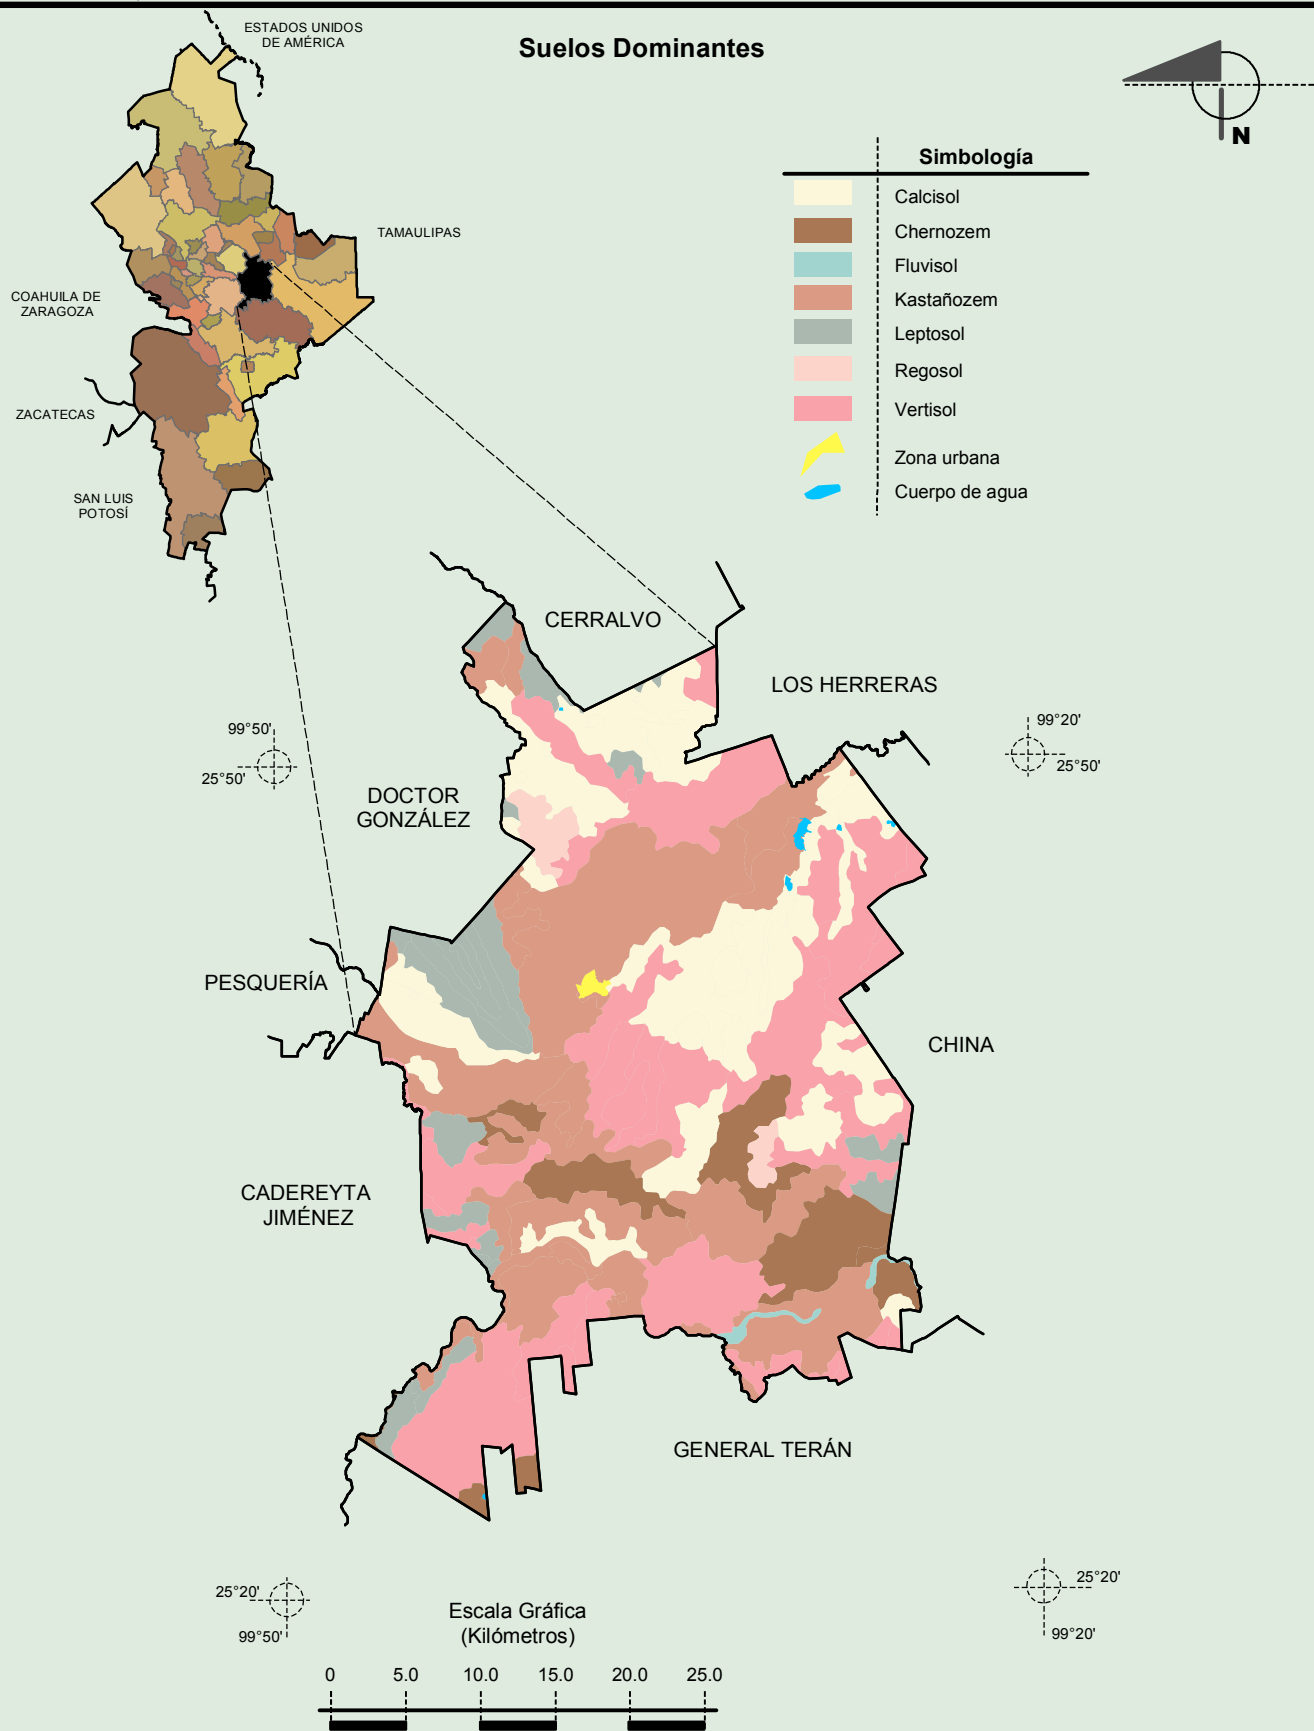 ESTADOS UNIDOS
DE AMÉRICA
Suelos Dominantes
N
Simbología
Calcisol
Chernozem
Fluvisol
Kastañozem
Leptosol
Regosol
Vertisol
Zona urbana
Cuerpo de agua
TAMAULIPAS
COAHUILA DE
ZARAGOZA
ZACATECAS
SAN LUIS
POTOSÍ
CERRALVO
LOS HERRERAS
99°50'
25°50'
99°20'
25°50'
DOCTOR
GONZÁLEZ
PESQUERÍA
CHINA
CADEREYTA
JIMÉNEZ
GENERAL TERÁN
25°20'
99°50'
25°20'
99°20'
Escala Gráfica
(Kilómetros)
0 5.0 10.0 15.0 20.0 25.0